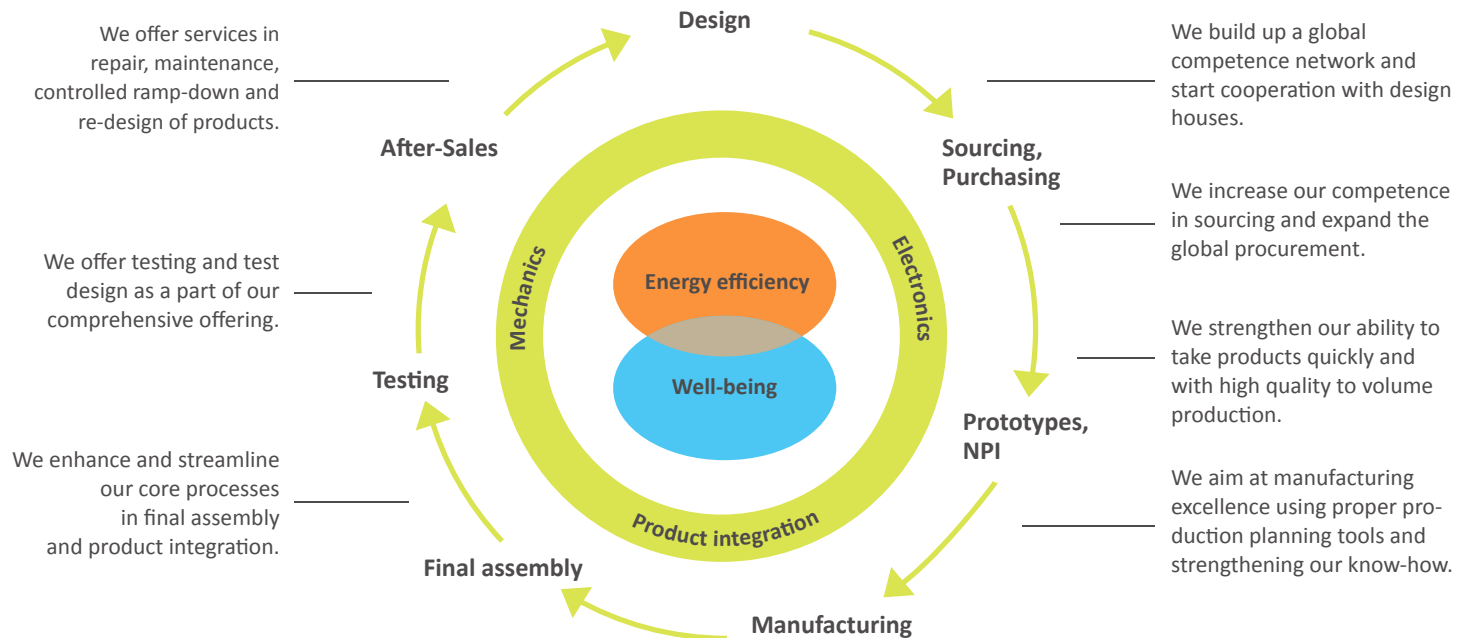 Design
We offer services in
repair, maintenance,
controlled ramp-down and
re-design of products.
We build up a global
competence network and
start cooperation with design
houses.
After-Sales
Sourcing,
Purchasing
We increase our competence
in sourcing and expand the
global procurement.
We offer testing and test
design as a part of our
comprehensive offering.
Mechanics
Energy efficiency
Electronics
Well-being
Product integration
Testing
We strengthen our ability to
take products quickly and
with high quality to volume
production.
Prototypes,
NPI
We enhance and streamline
our core processes
in final assembly
and product integration.
We aim at manufacturing
excellence using proper pro-
duction planning tools and
strengthening our know-how.
Final assembly
Manufacturing